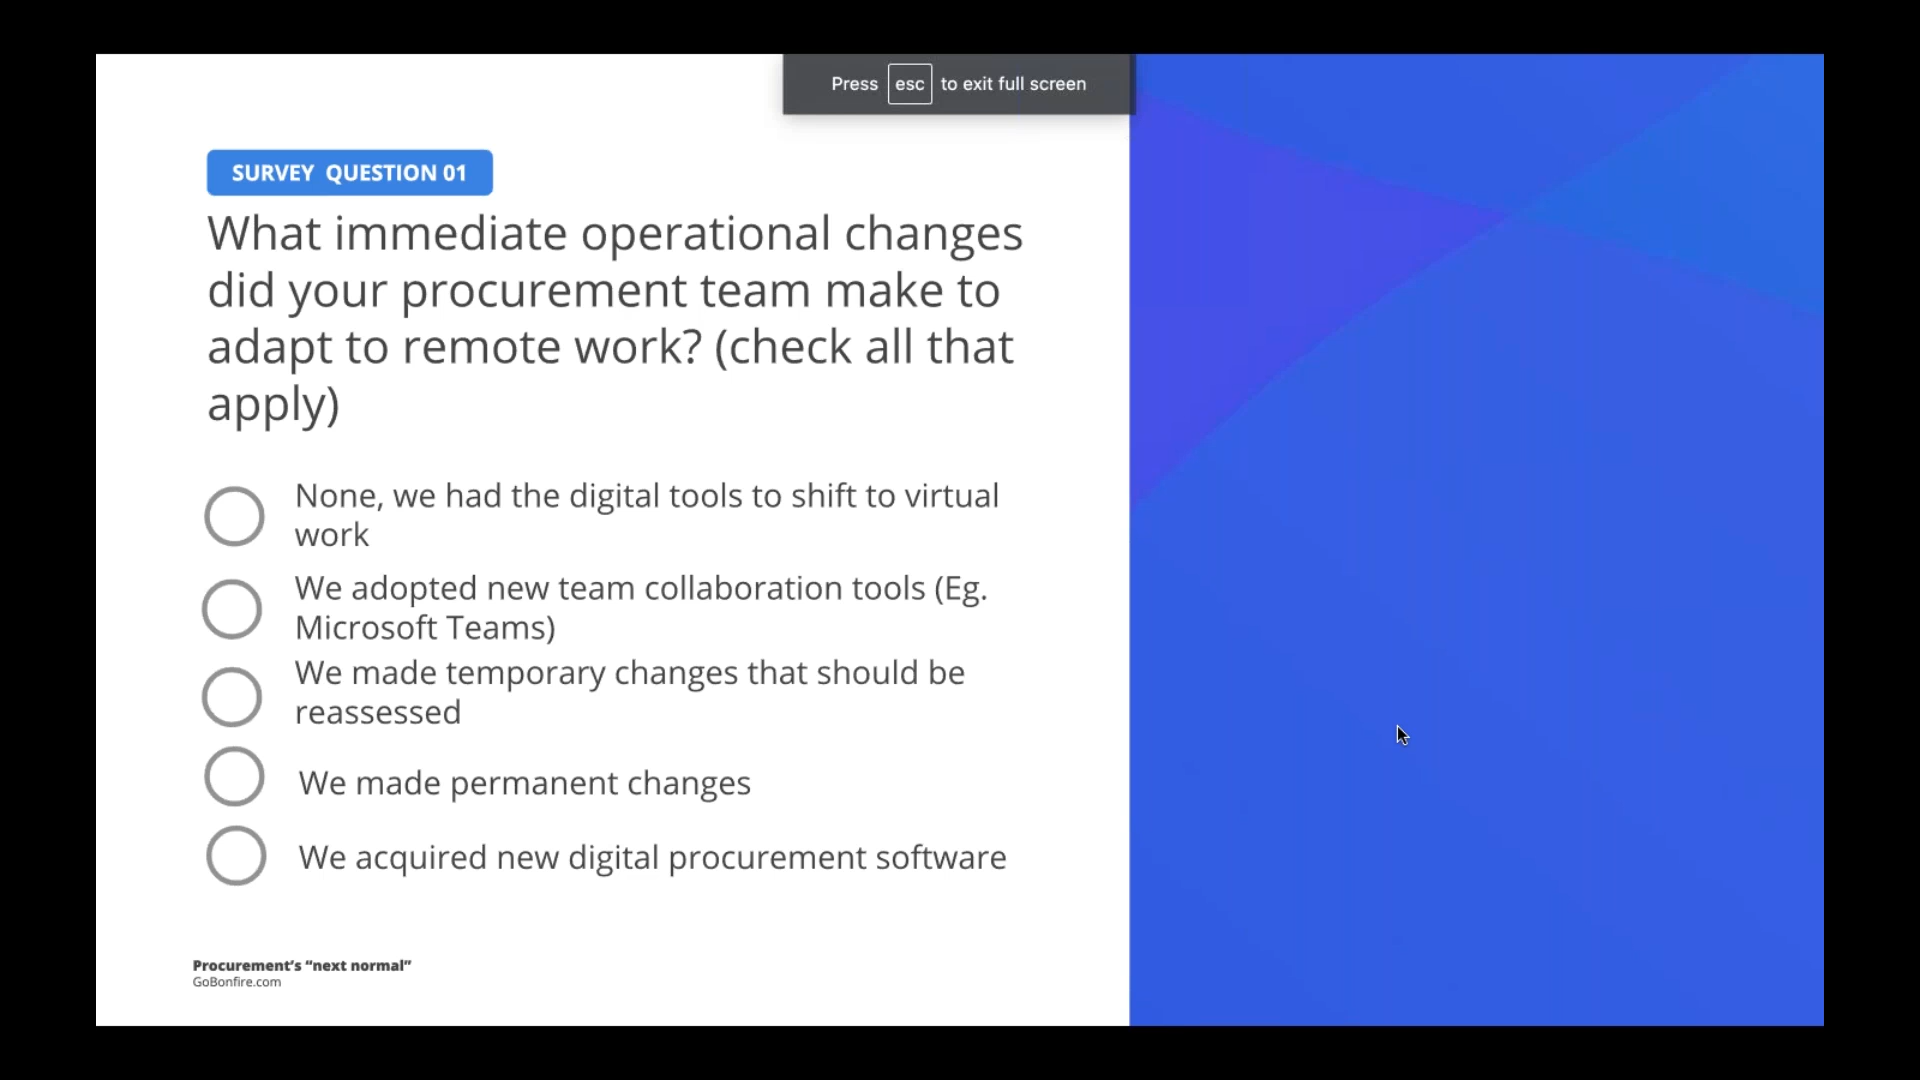 Press esc to exit full screen
SURVEY QUESTION 01
What immediate operational changes
did your procurement team make to
adapt to remote work? (check all that
apply)
None, we had the digital tools to shift to virtual
work
We adopted new team collaboration tools (Eg.
Microsoft Teams)
We made temporary changes that should be
reassessed
We made permanent changes
We acquired new digital procurement software
Procurement’s “next normal”
GoBonfire.com